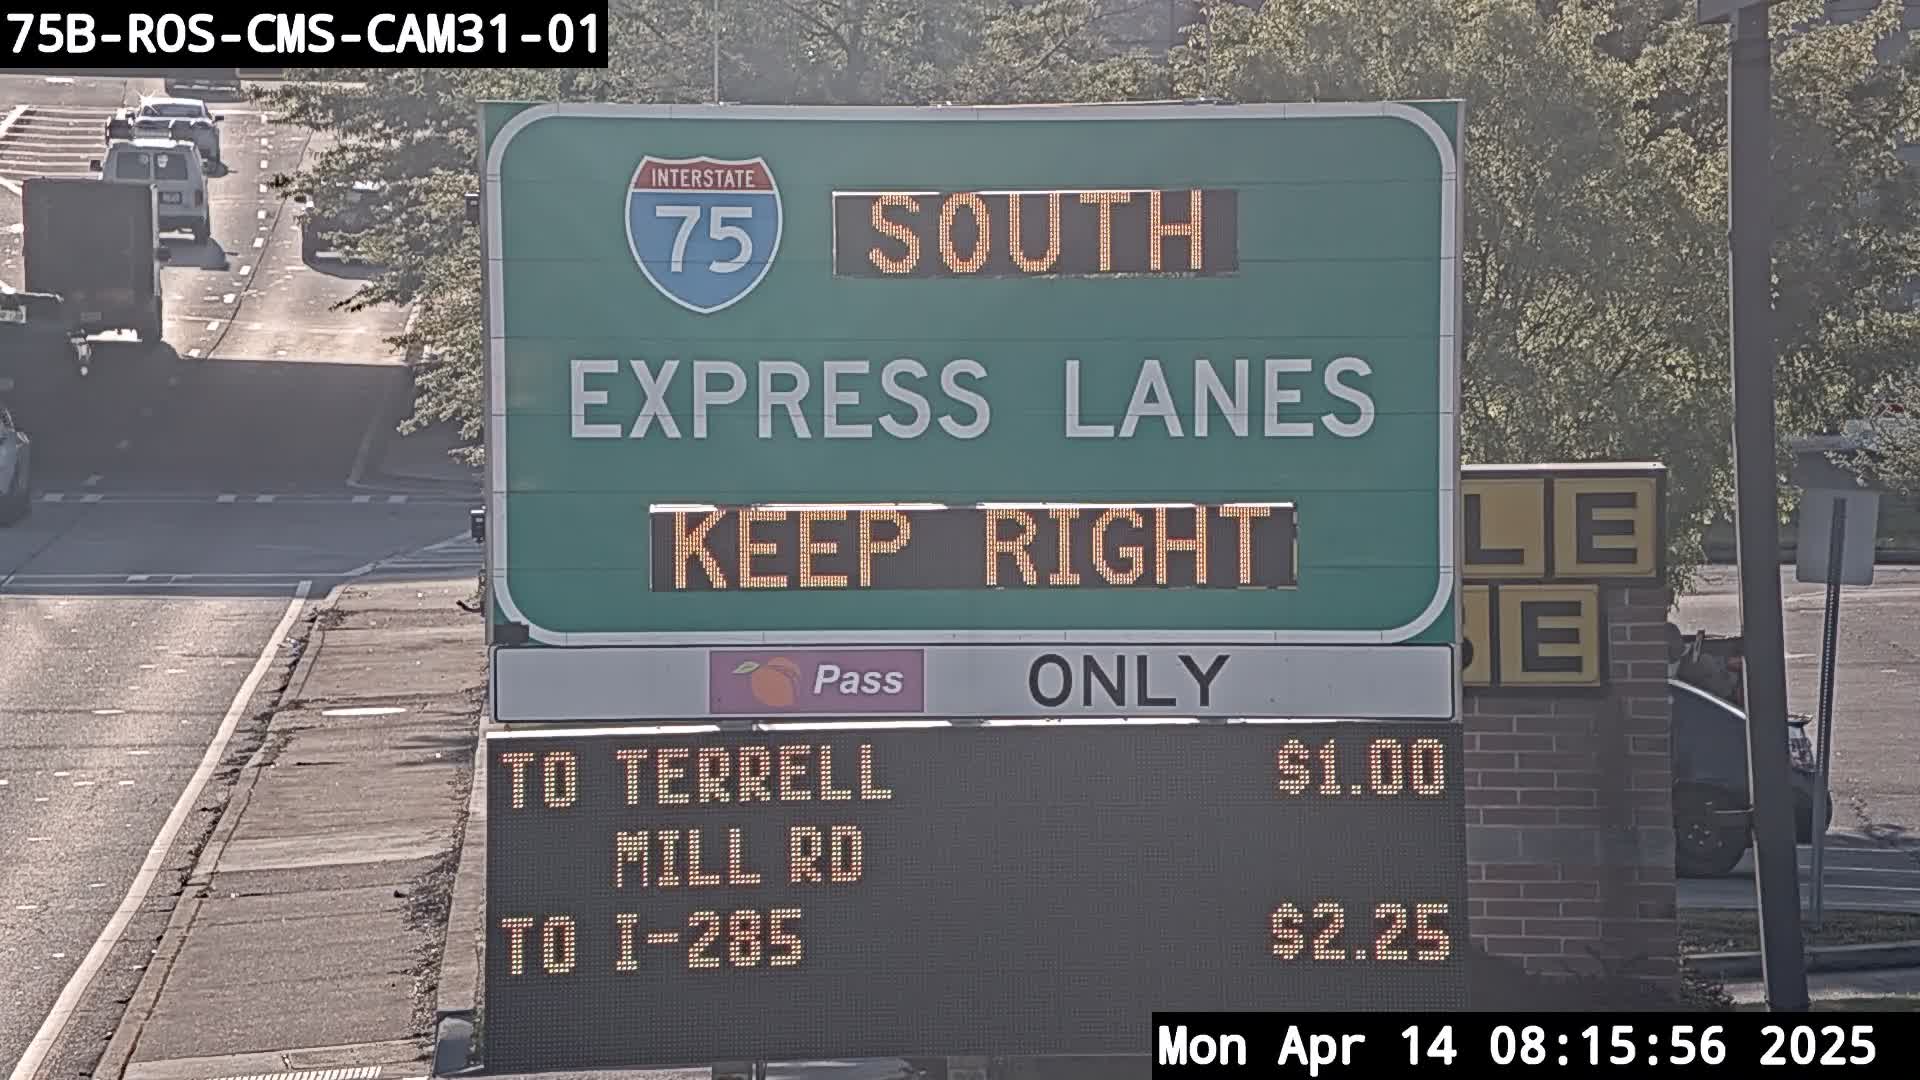 75B-ROS-CMS-CAM31-01
INTERSTATE
75
SOUTH
EXPRESS LANES
KEEP RIGHT
Pass ONLY
TO TERRELL $1.00
MILL RD
TO I-285 $2.25
LE
E
Mon Apr 14 08:15:56 2025